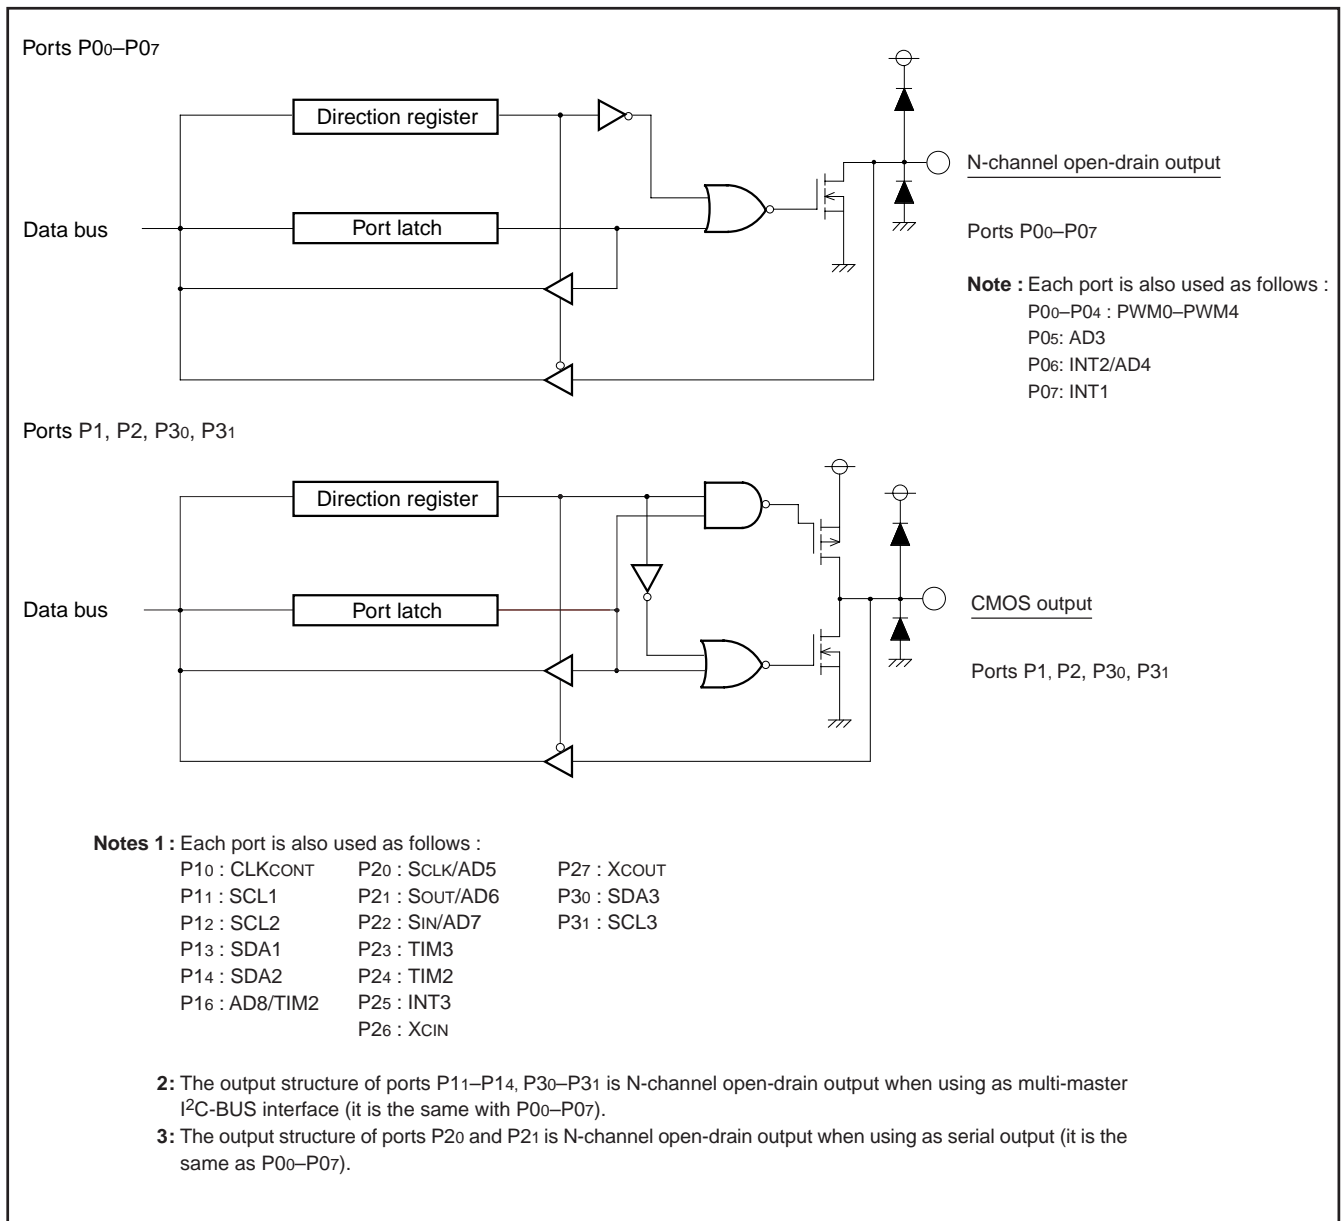 Ports P00–P07
Direction register
N-channel open-drain output
Data bus
Port latch
Ports P00–P07
Note : Each port is also used as follows :
P00–P04 : PWM0–PWM4
P05: AD3
P06: INT2/AD4
P07: INT1
Ports P1, P2, P30, P31
Direction register
Data bus
Port latch
CMOS output
Ports P1, P2, P30, P31
Notes 1 : Each port is also used as follows :
P10 : CLKCONT P20 : SCLK/AD5 P27 : XCOUT
P11 : SCL1 P21 : SOUT/AD6 P30 : SDA3
P12 : SCL2 P22 : SIN/AD7 P31 : SCL3
P13 : SDA1 P23 : TIM3
P14 : SDA2 P24 : TIM2
P16 : AD8/TIM2 P25 : INT3
P26 : XCIN
2: The output structure of ports P11–P14, P30–P31 is N-channel open-drain output when using as multi-master
I2C-BUS interface (it is the same with P00–P07).
3: The output structure of ports P20 and P21 is N-channel open-drain output when using as serial output (it is the
same as P00–P07).